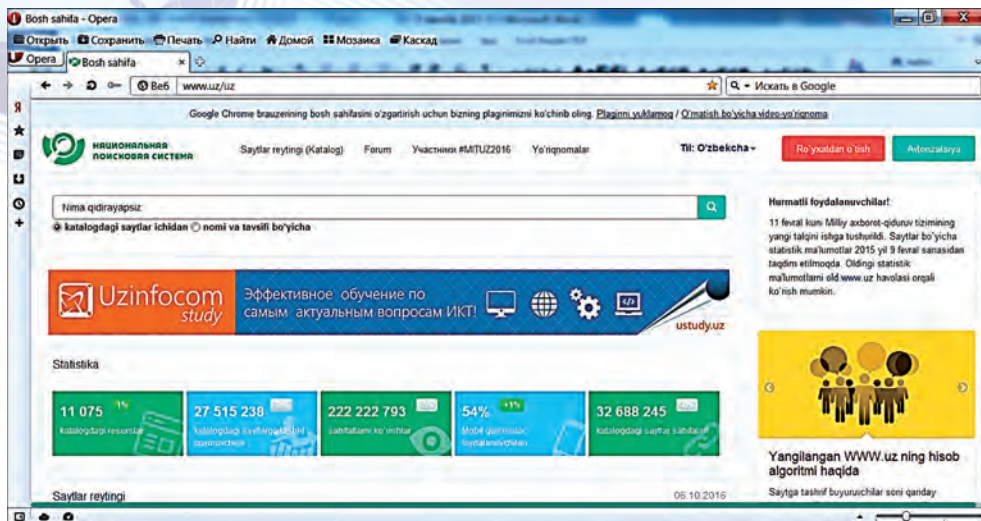 Bosh sahifa - Opera
Открыть Сохранить Печать Найти Домой Мозаика Каскад
Opera Bosh sahifa
Веб www.uz/uz Искать в Google
Google Chrome brauzerining bosh sahifasini o'zgartirish uchun bizning plaginimizni ko'chirib oling. Plaginni yuklamoq / O'rnatish bo'yicha video-yo'riqnoma
НАЦИОНАЛЬНАЯ
ПОИСКОВАЯ СИСТЕМА
Saytlar reytingi (Katalog) Forum Участники #MITUZ2016 Yo'riqnomalar Til: O'zbekcha Ro'yxatdan o'tish Avtorizatsiya
Nima qidirayapsiz
katalogdagi saytlar ichidan nomi va tavsifi bo'yicha
Hurmatli foydalanuvchilar!
11 fevral kuni Milliy axborot-qidiruv tizimining
yangi talqini ishga tushurildi. Saytlar bo'yicha
statistik ma'lumotlar 2015 yil 9 fevral sanasidan
taqdim etilmoqda. Oldingi statistik
ma'lumotlarni old.www.uz havolasi orqali
ko'rish mumkin.
Uzinfocom
study
Эффективное обучение по
самым актуальным вопросам ИКТ!
ustudy.uz
Statistika
11 075
katalogdagi resurslar
27 515 238
222 222 793
sahifalarni ko'rishlar
54% +1%
32 688 245
katalogdagi saytlar sahifalari
Yangilangan WWW.uz ning hisob
algoritmi haqida
Saytga tashrif buyuruvchilar soni qanday
Saytlar reytingi 06.10.2016